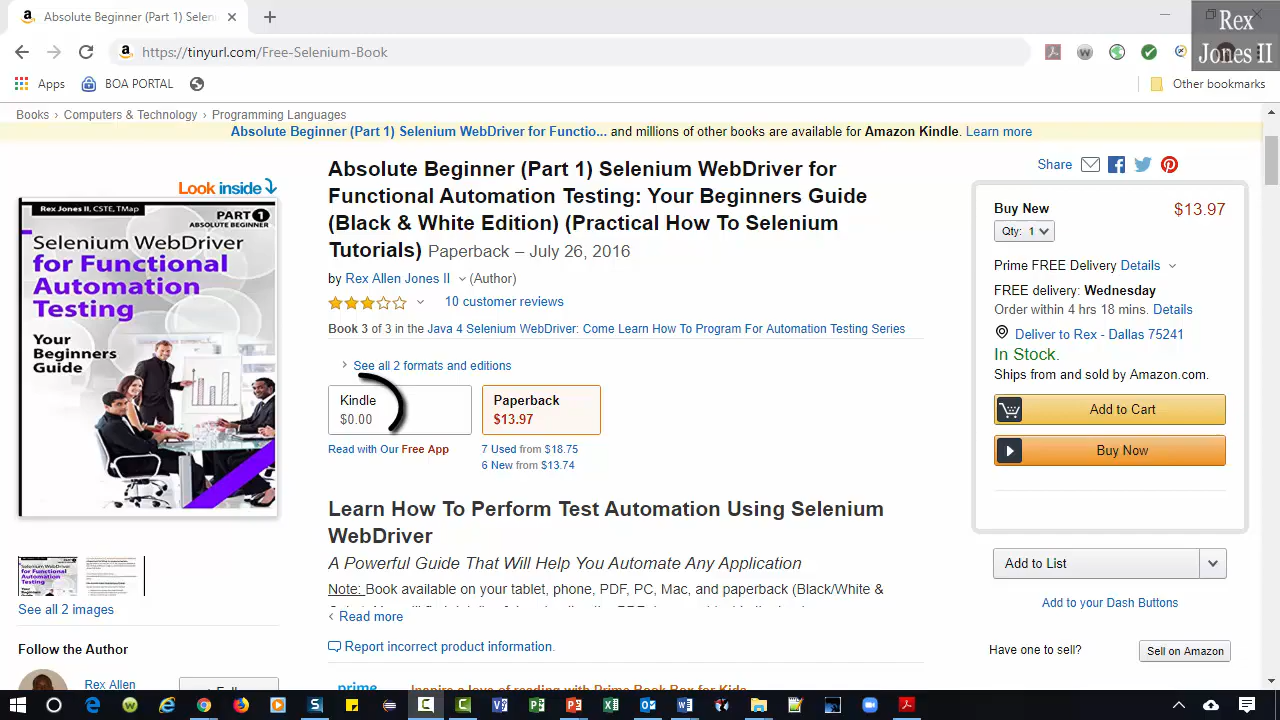 Absolute Beginner (Part 1) Selen
Rex
Jones II
https://tinyurl.com/Free-Selenium-Book
Apps
BOA PORTAL
Other bookmarks
Books › Computers & Technology › Programming Languages
Absolute Beginner (Part 1) Selenium WebDriver for Functio... and millions of other books are available for Amazon Kindle. Learn more
Look inside
Rex Jones II, CSTE, TMap
PART 1
ABSOLUTE BEGINNER
Selenium WebDriver
for Functional
Automation
Testing
Your
Beginners
Guide
See all 2 images
Follow the Author
Rex Allen
Absolute Beginner (Part 1) Selenium WebDriver for
Functional Automation Testing: Your Beginners Guide
(Black & White Edition) (Practical How To Selenium
Tutorials) Paperback – July 26, 2016
by Rex Allen Jones II (Author)
10 customer reviews
Book 3 of 3 in the Java 4 Selenium WebDriver: Come Learn How To Program For Automation Testing Series
See all 2 formats and editions
Kindle
$0.00
Read with Our Free App
Paperback
$13.97
7 Used from $18.75
6 New from $13.74
Learn How To Perform Test Automation Using Selenium
WebDriver
A Powerful Guide That Will Help You Automate Any Application
Note: Book available on your tablet, phone, PDF, PC, Mac, and paperback (Black/White &
Read more
Report incorrect product information.
prime
Inspire a love of reading with Prime Book Box for Kids
Share
Buy New
$13.97
Qty: 1
Prime FREE Delivery Details
FREE delivery: Wednesday
Order within 4 hrs 18 mins. Details
Deliver to Rex - Dallas 75241
In Stock.
Ships from and sold by Amazon.com.
Add to Cart
Buy Now
Add to List
Add to your Dash Buttons
Have one to sell?
Sell on Amazon